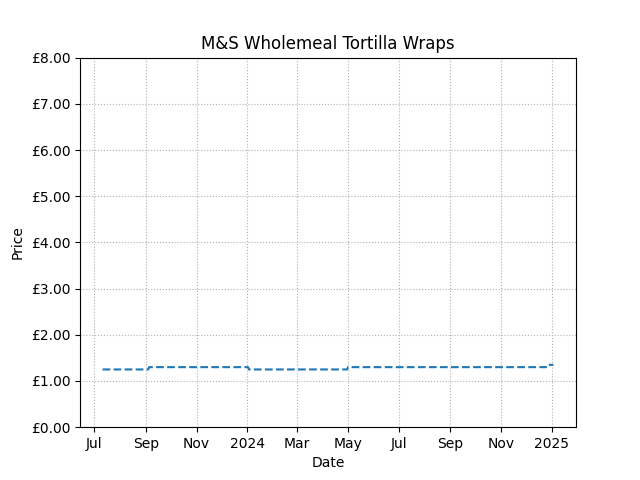 M&S Wholemeal Tortilla Wraps
£8.00
£7.00
£6.00
£5.00
£4.00
£3.00
£2.00
£1.00
£0.00
Price
Jul Sep Nov 2024 Mar May Jul Sep Nov 2025
Date